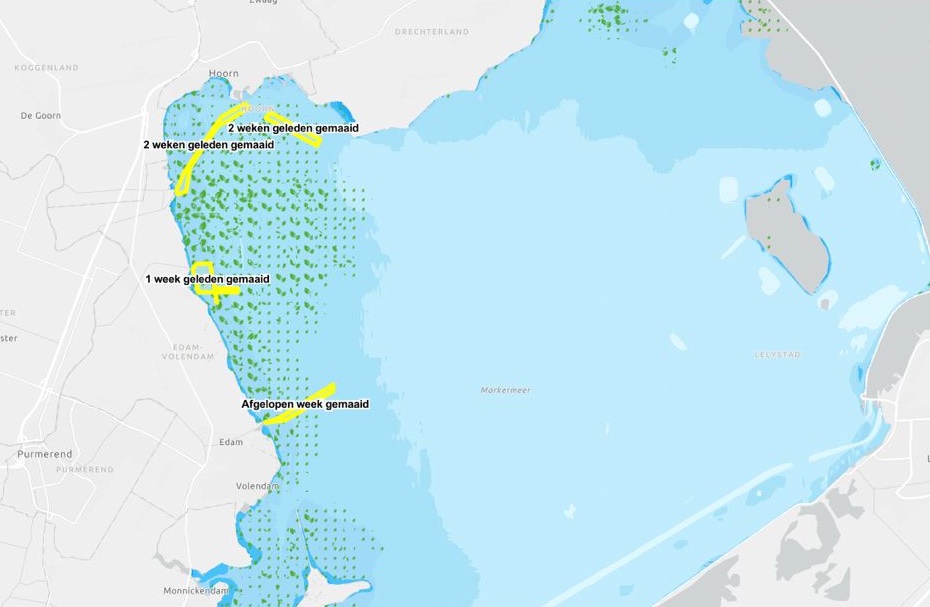 Zwaag
DRECHTERLAND
KOGGENLAND
Hoorn
De Goorn
HOORN
2 weken geleden gemaaid
2 weken geleden gemaaid
1 week geleden gemaaid
TER
ster
EDAM-
VOLENDAM
LELYSTAD
Markermeer
Afgelopen week gemaaid
Edam
Purmerend
PURMEREND
Volendam
Monnickendam